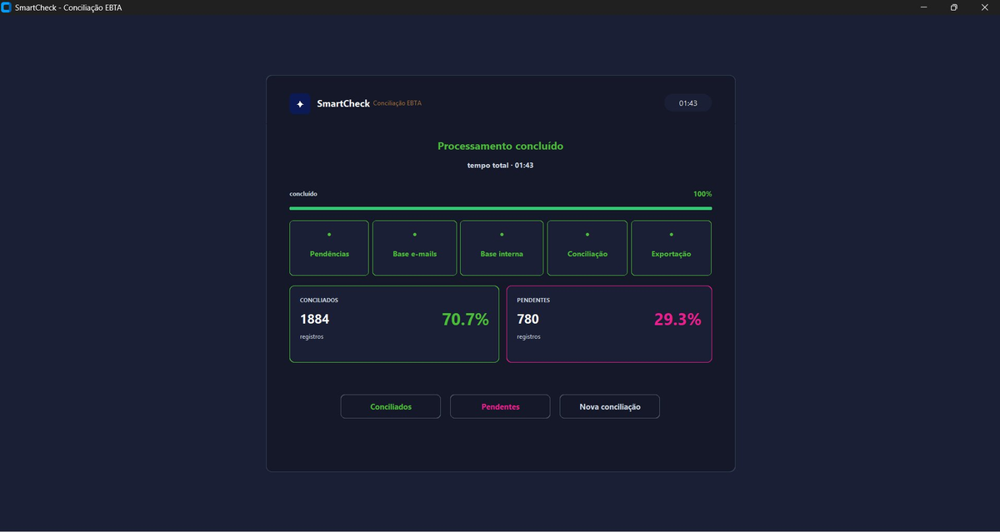 SmartCheck - Conciliação EBTA
SmartCheck Conciliação EBTA
01:43
Processamento concluído
tempo total · 01:43
concluído
100%
Pendências
Base e-mails
Base interna
Conciliação
Exportação
CONCILIADOS
1884
70.7%
registros
PENDENTES
780
29.3%
registros
Conciliados
Pendentes
Nova conciliação